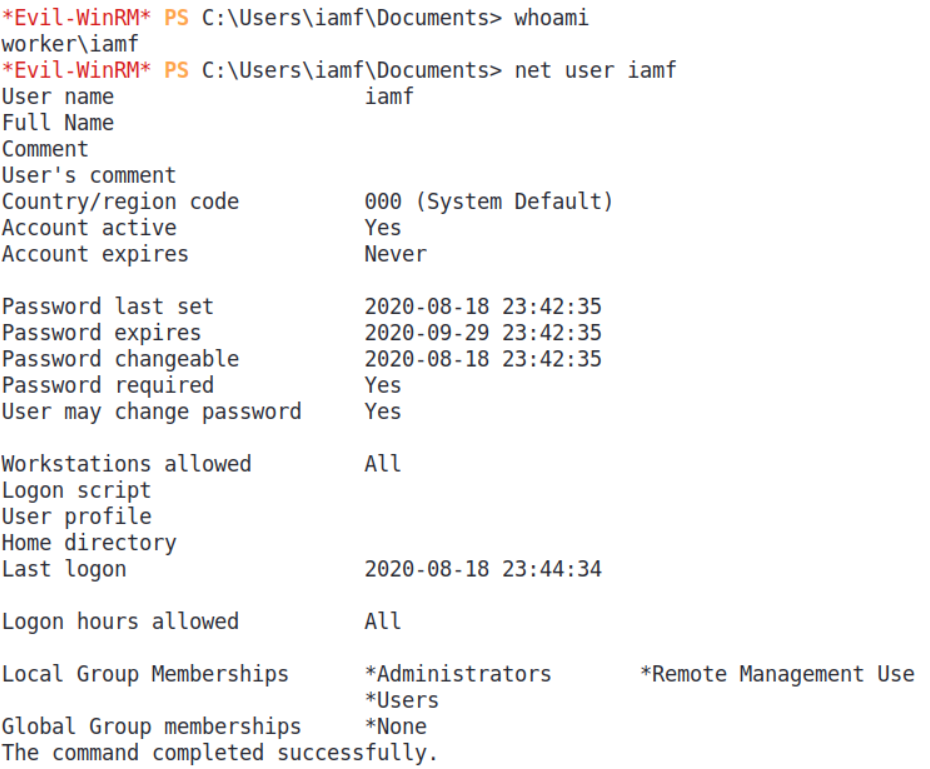 *Evil-WinRM* PS C:\Users\iamf\Documents> whoami
worker\iamf
*Evil-WinRM* PS C:\Users\iamf\Documents> net user iamf
User name                    iamf
Full Name
Comment
User's comment
Country/region code          000 (System Default)
Account active               Yes
Account expires              Never

Password last set            2020-08-18 23:42:35
Password expires             2020-09-29 23:42:35
Password changeable          2020-08-18 23:42:35
Password required            Yes
User may change password     Yes

Workstations allowed         All
Logon script
User profile
Home directory
Last logon                   2020-08-18 23:44:34

Logon hours allowed          All

Local Group Memberships      *Administrators       *Remote Management Use
                             *Users
Global Group memberships     *None
The command completed successfully.